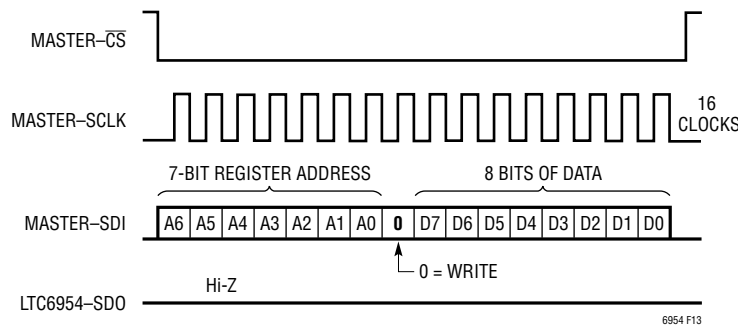 MASTER–CS
MASTER–SCLK
16
CLOCKS
7-BIT REGISTER ADDRESS
8 BITS OF DATA
MASTER–SDI
A6 A5 A4 A3 A2 A1 A0 0 D7 D6 D5 D4 D3 D2 D1 D0
0 = WRITE
Hi-Z
LTC6954–SDO
6954 F13